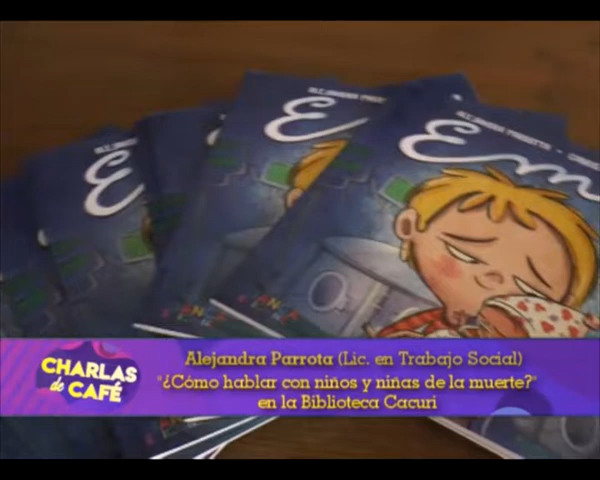 Em
CHARLAS
de CAFÉ
Alejandra Parrota (Lic. en Trabajo Social)
"¿Cómo hablar con niños y niñas de la muerte?"
en la Biblioteca Cacuri